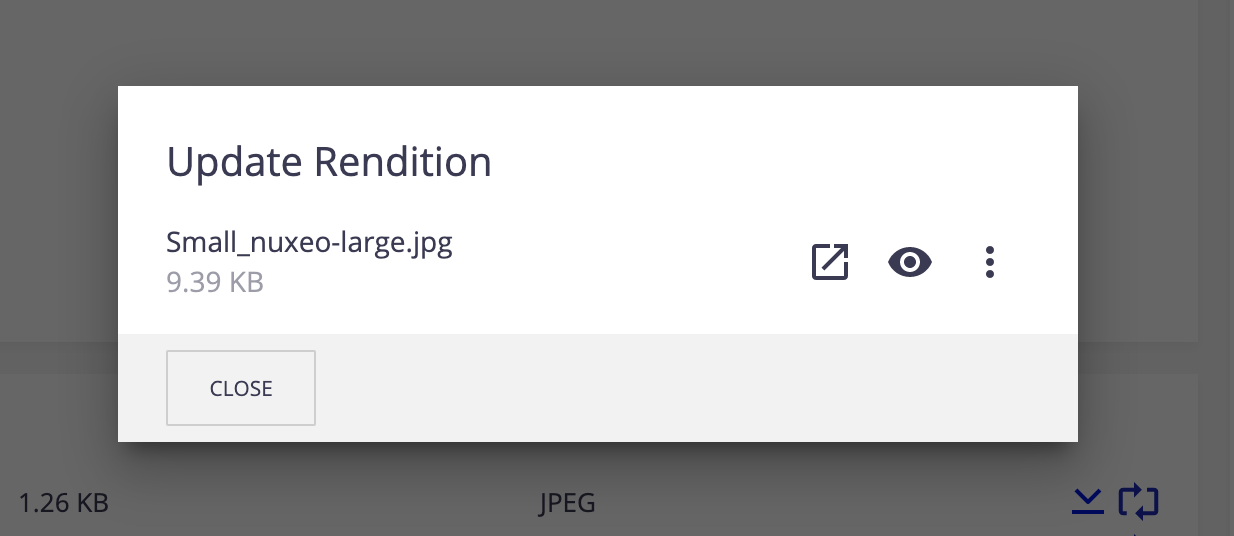 Update Rendition
Small_nuxeo-large.jpg
9.39 KB
CLOSE
1.26 KB JPEG